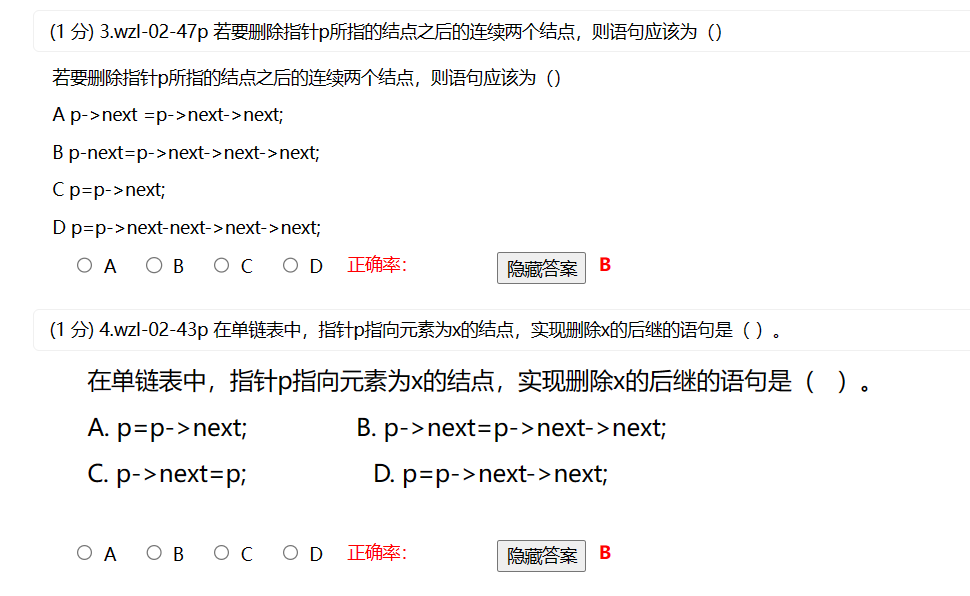 (1 分) 3.wzl-02-47p 若要删除指针p所指的结点之后的连续两个结点，则语句应该为（）
若要删除指针p所指的结点之后的连续两个结点，则语句应该为（）
A p->next =p->next->next;
B p-next=p->next->next->next;
C p=p->next;
D p=p->next-next->next->next;
A B C D 正确率： 隐藏答案 B
(1 分) 4.wzl-02-43p 在单链表中，指针p指向元素为x的结点，实现删除x的后继的语句是（ ）。
在单链表中，指针p指向元素为x的结点，实现删除x的后继的语句是（ ）。
A. p=p->next; B. p->next=p->next->next;
C. p->next=p; D. p=p->next->next;
A B C D 正确率： 隐藏答案 B